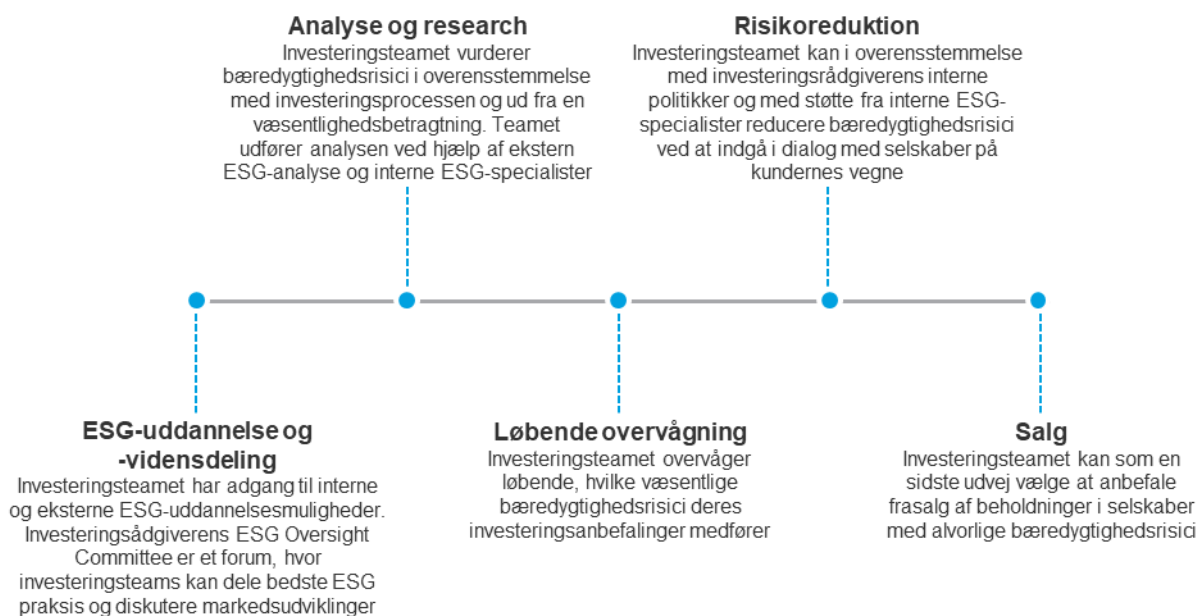 Analyse og research
Investeringsteamet vurderer
bæredygtighedsrisici i overensstemmelse
med investeringsprocessen og ud fra en
væsentlighedsbetragtning. Teamet
udfører analysen ved hjælp af ekstern
ESG-analyse og interne ESG-specialister
Risikoreduktion
Investeringsteamet kan i overensstemmelse
med investeringsrådgiverens interne
politikker og med støtte fra interne ESG-
specialister reducere bæredygtighedsrisici
ved at indgå i dialog med selskaber på
kundernes vegne
ESG-uddannelse og
-vidensdeling
Investeringsteamet har adgang til interne
og eksterne ESG-uddannelsesmuligheder.
Investeringsådgiverens ESG Oversight
Committee er et forum, hvor
investeringsteams kan dele bedste ESG
praksis og diskutere markedsudviklinger
Løbende overvågning
Investeringsteamet overvåger
løbende, hvilke væsentlige
bæredygtighedsrisici deres
investeringsanbefalinger medfører
Salg
Investeringsteamet kan som en
sidste udvej vælge at anbefale
frasalg af beholdninger i selskaber
med alvorlige bæredygtighedsrisici